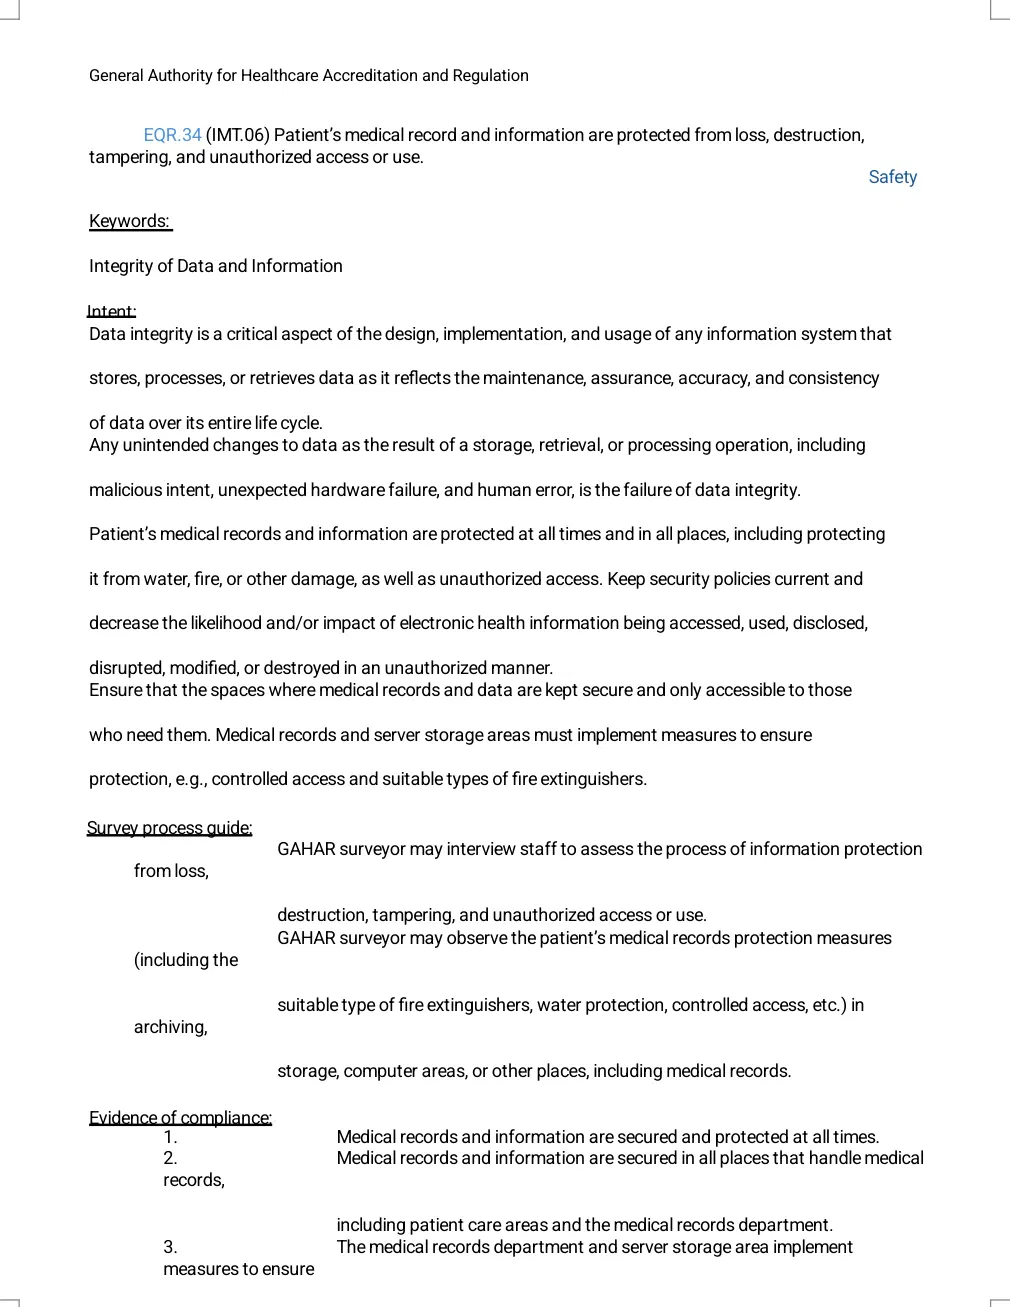 General Authority for Healthcare Accreditation and Regulation
EQR.34 (IMT.06) Patient’s medical record and information are protected from loss, destruction,
tampering, and unauthorized access or use.
Safety
Keywords:
Integrity of Data and Information
Intent:
Data integrity is a critical aspect of the design, implementation, and usage of any information system that
stores, processes, or retrieves data as it reflects the maintenance, assurance, accuracy, and consistency
of data over its entire life cycle.
Any unintended changes to data as the result of a storage, retrieval, or processing operation, including
malicious intent, unexpected hardware failure, and human error, is the failure of data integrity.
Patient’s medical records and information are protected at all times and in all places, including protecting
it from water, fire, or other damage, as well as unauthorized access. Keep security policies current and
decrease the likelihood and/or impact of electronic health information being accessed, used, disclosed,
disrupted, modified, or destroyed in an unauthorized manner.
Ensure that the spaces where medical records and data are kept secure and only accessible to those
who need them. Medical records and server storage areas must implement measures to ensure
protection, e.g., controlled access and suitable types of fire extinguishers.
Survey process guide:
GAHAR surveyor may interview staff to assess the process of information protection
from loss,
destruction, tampering, and unauthorized access or use.
GAHAR surveyor may observe the patient’s medical records protection measures
(including the
suitable type of fire extinguishers, water protection, controlled access, etc.) in
archiving,
storage, computer areas, or other places, including medical records.
Evidence of compliance:
1. Medical records and information are secured and protected at all times.
2. Medical records and information are secured in all places that handle medical
records,
including patient care areas and the medical records department.
3. The medical records department and server storage area implement
measures to ensure